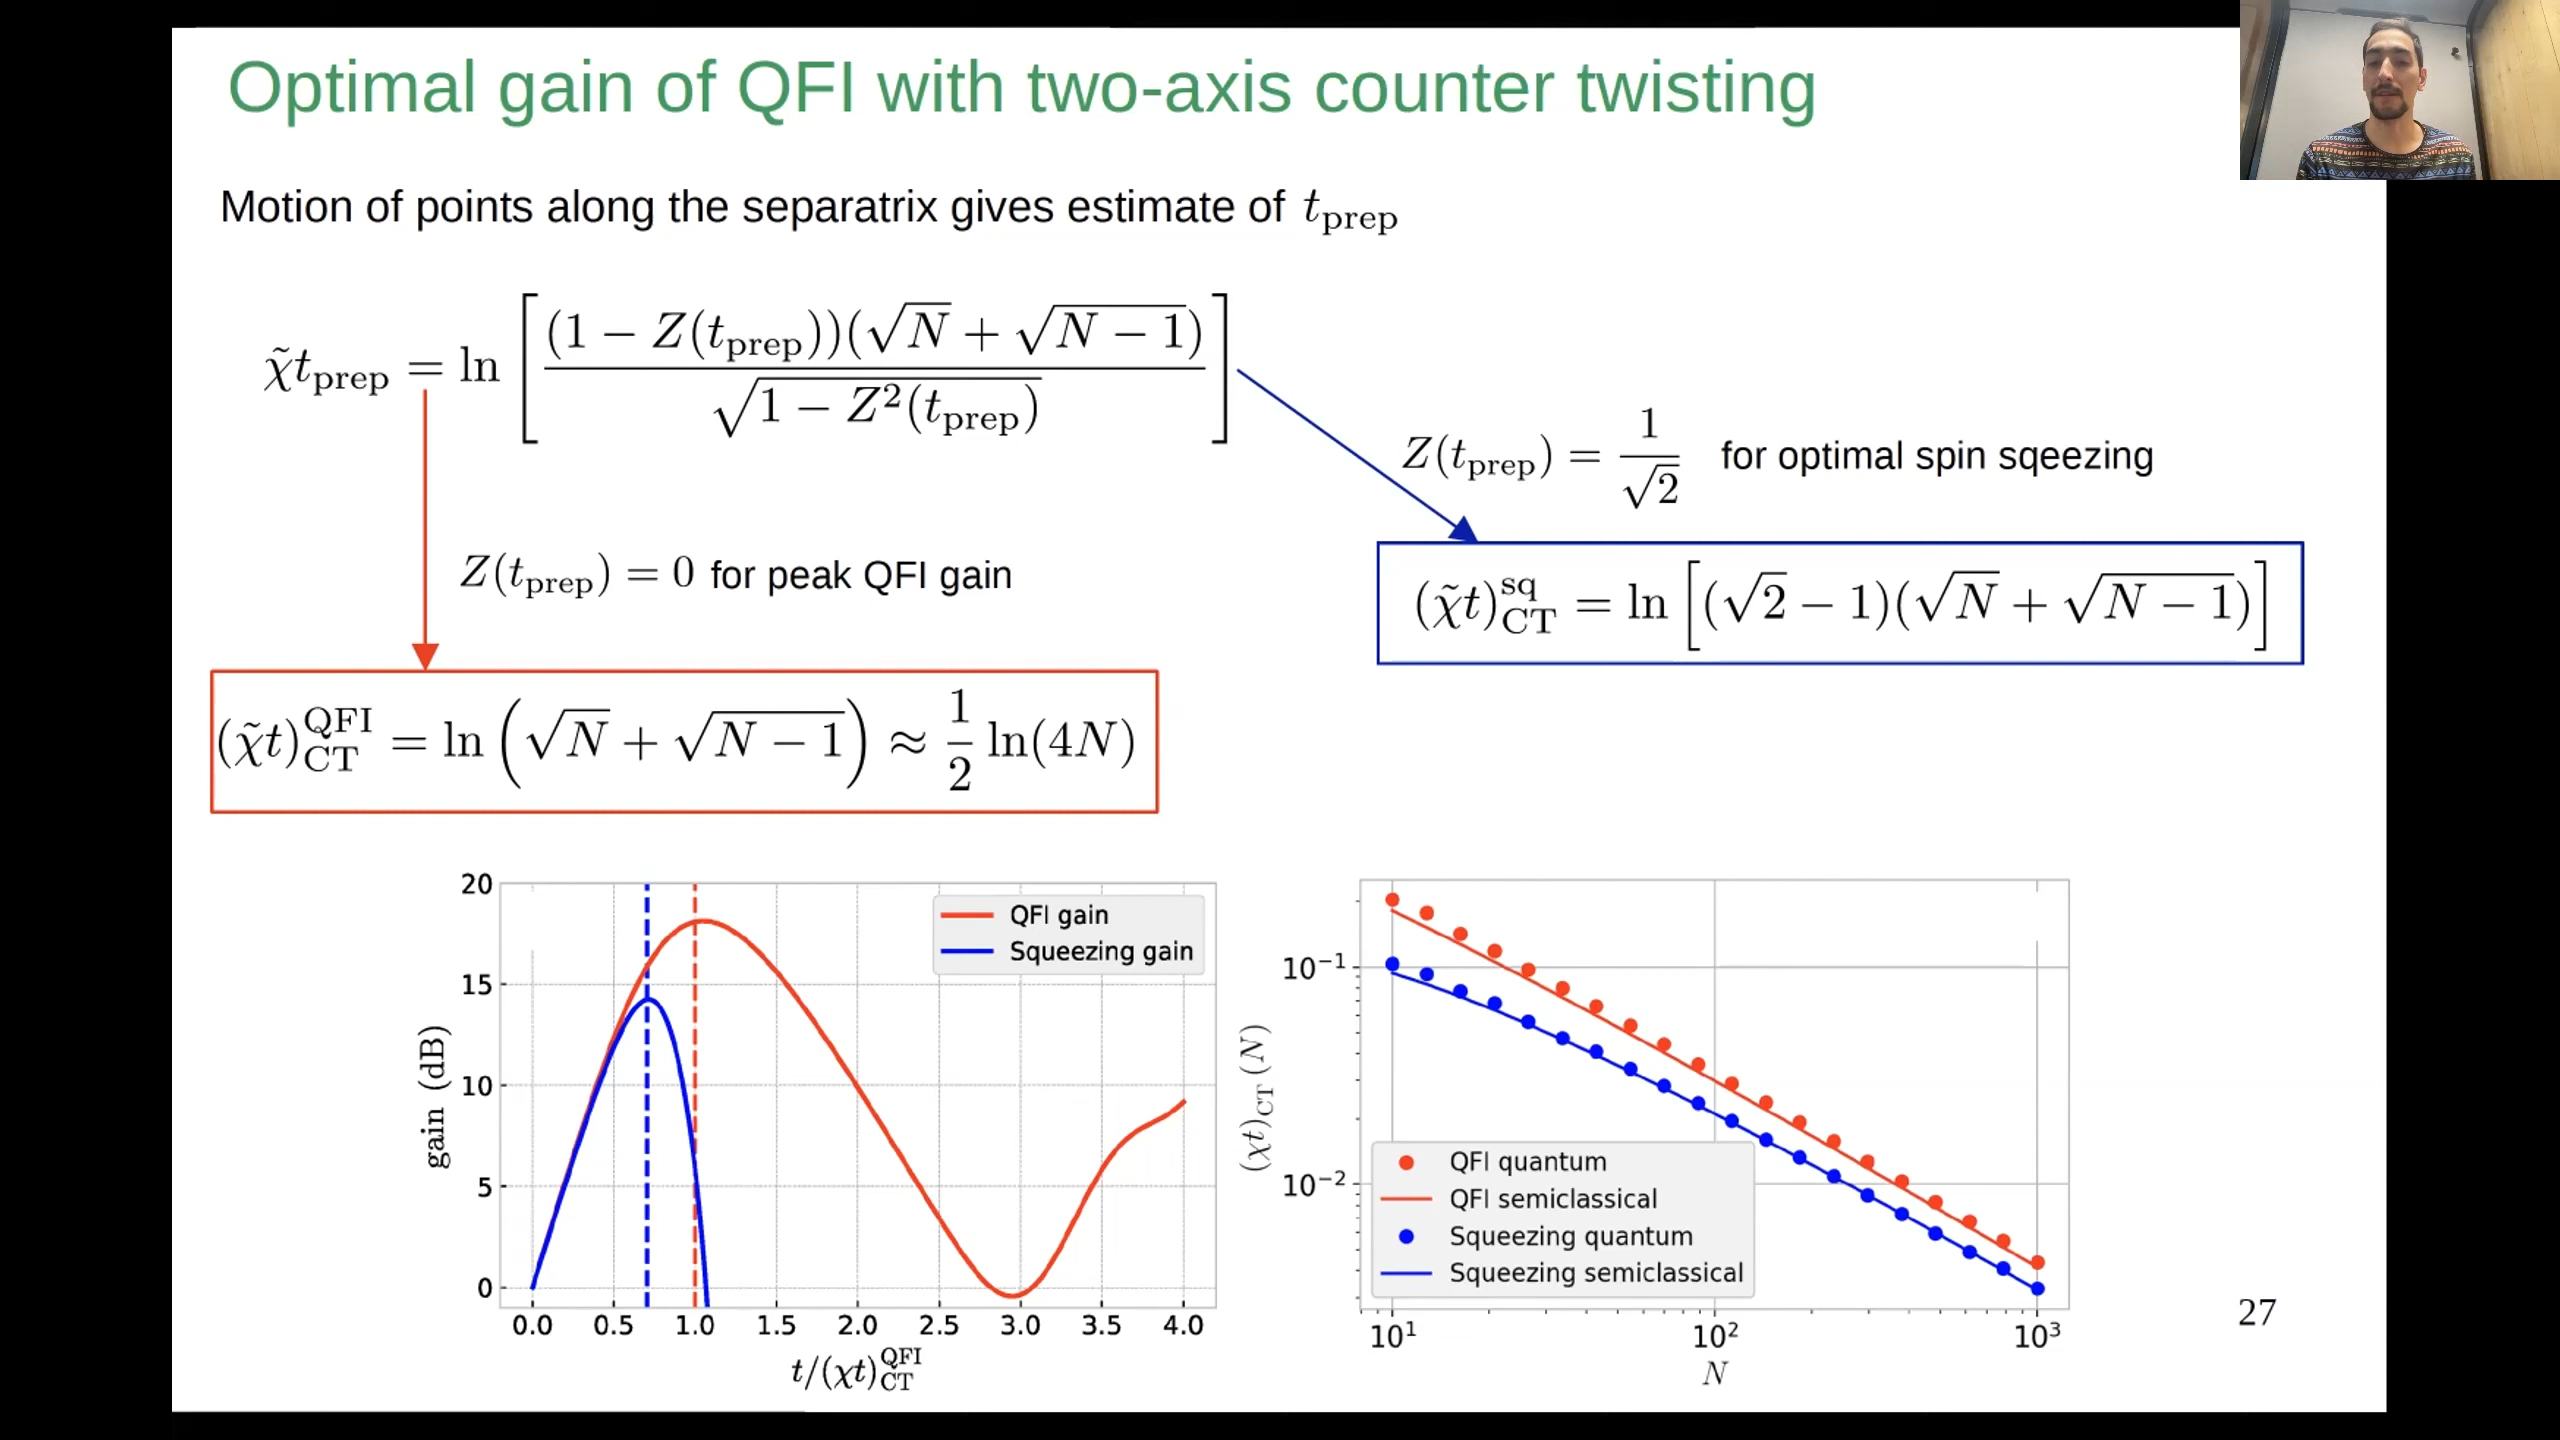 Optimal gain of QFI with two-axis counter twisting
Motion of points along the separatrix gives estimate of t_prep
χ̃t_prep = ln [ (1 − Z(t_prep))(√N + √(N − 1)) / √(1 − Z²(t_prep)) ]
Z(t_prep) = 1/√2 for optimal spin sqeezing
Z(t_prep) = 0 for peak QFI gain
(χ̃t)^sq_CT = ln [(√2 − 1)(√N + √(N − 1))]
(χ̃t)^QFI_CT = ln (√N + √(N − 1)) ≈ 1/2 ln(4N)
gain (dB)
20
15
10
5
0
QFI gain
Squeezing gain
0.0 0.5 1.0 1.5 2.0 2.5 3.0 3.5 4.0
t/(χt)^QFI_CT
(χt)_CT (N)
10⁻¹
10⁻²
QFI quantum
QFI semiclassical
Squeezing quantum
Squeezing semiclassical
10¹ 10² 10³
N
27